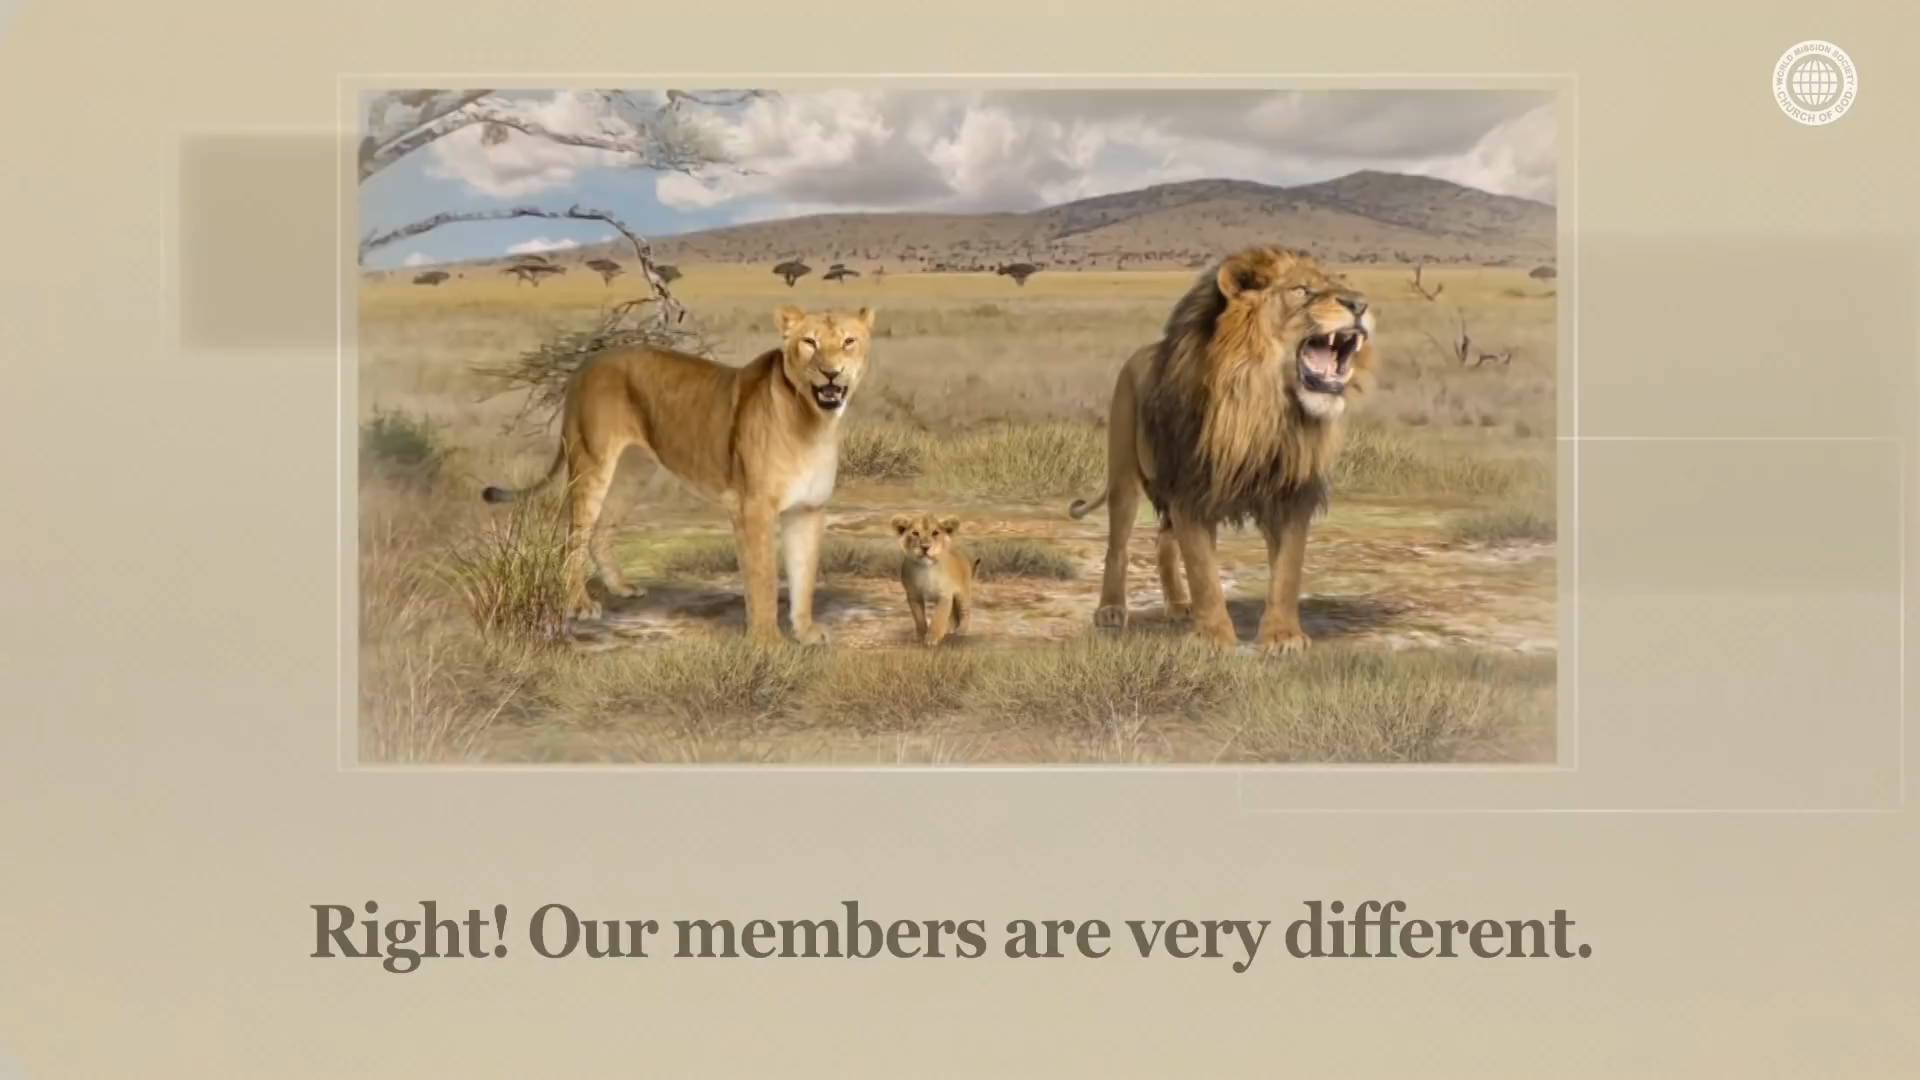 WORLD MISSION SOCIETY
CHURCH OF GOD
Right! Our members are very different.